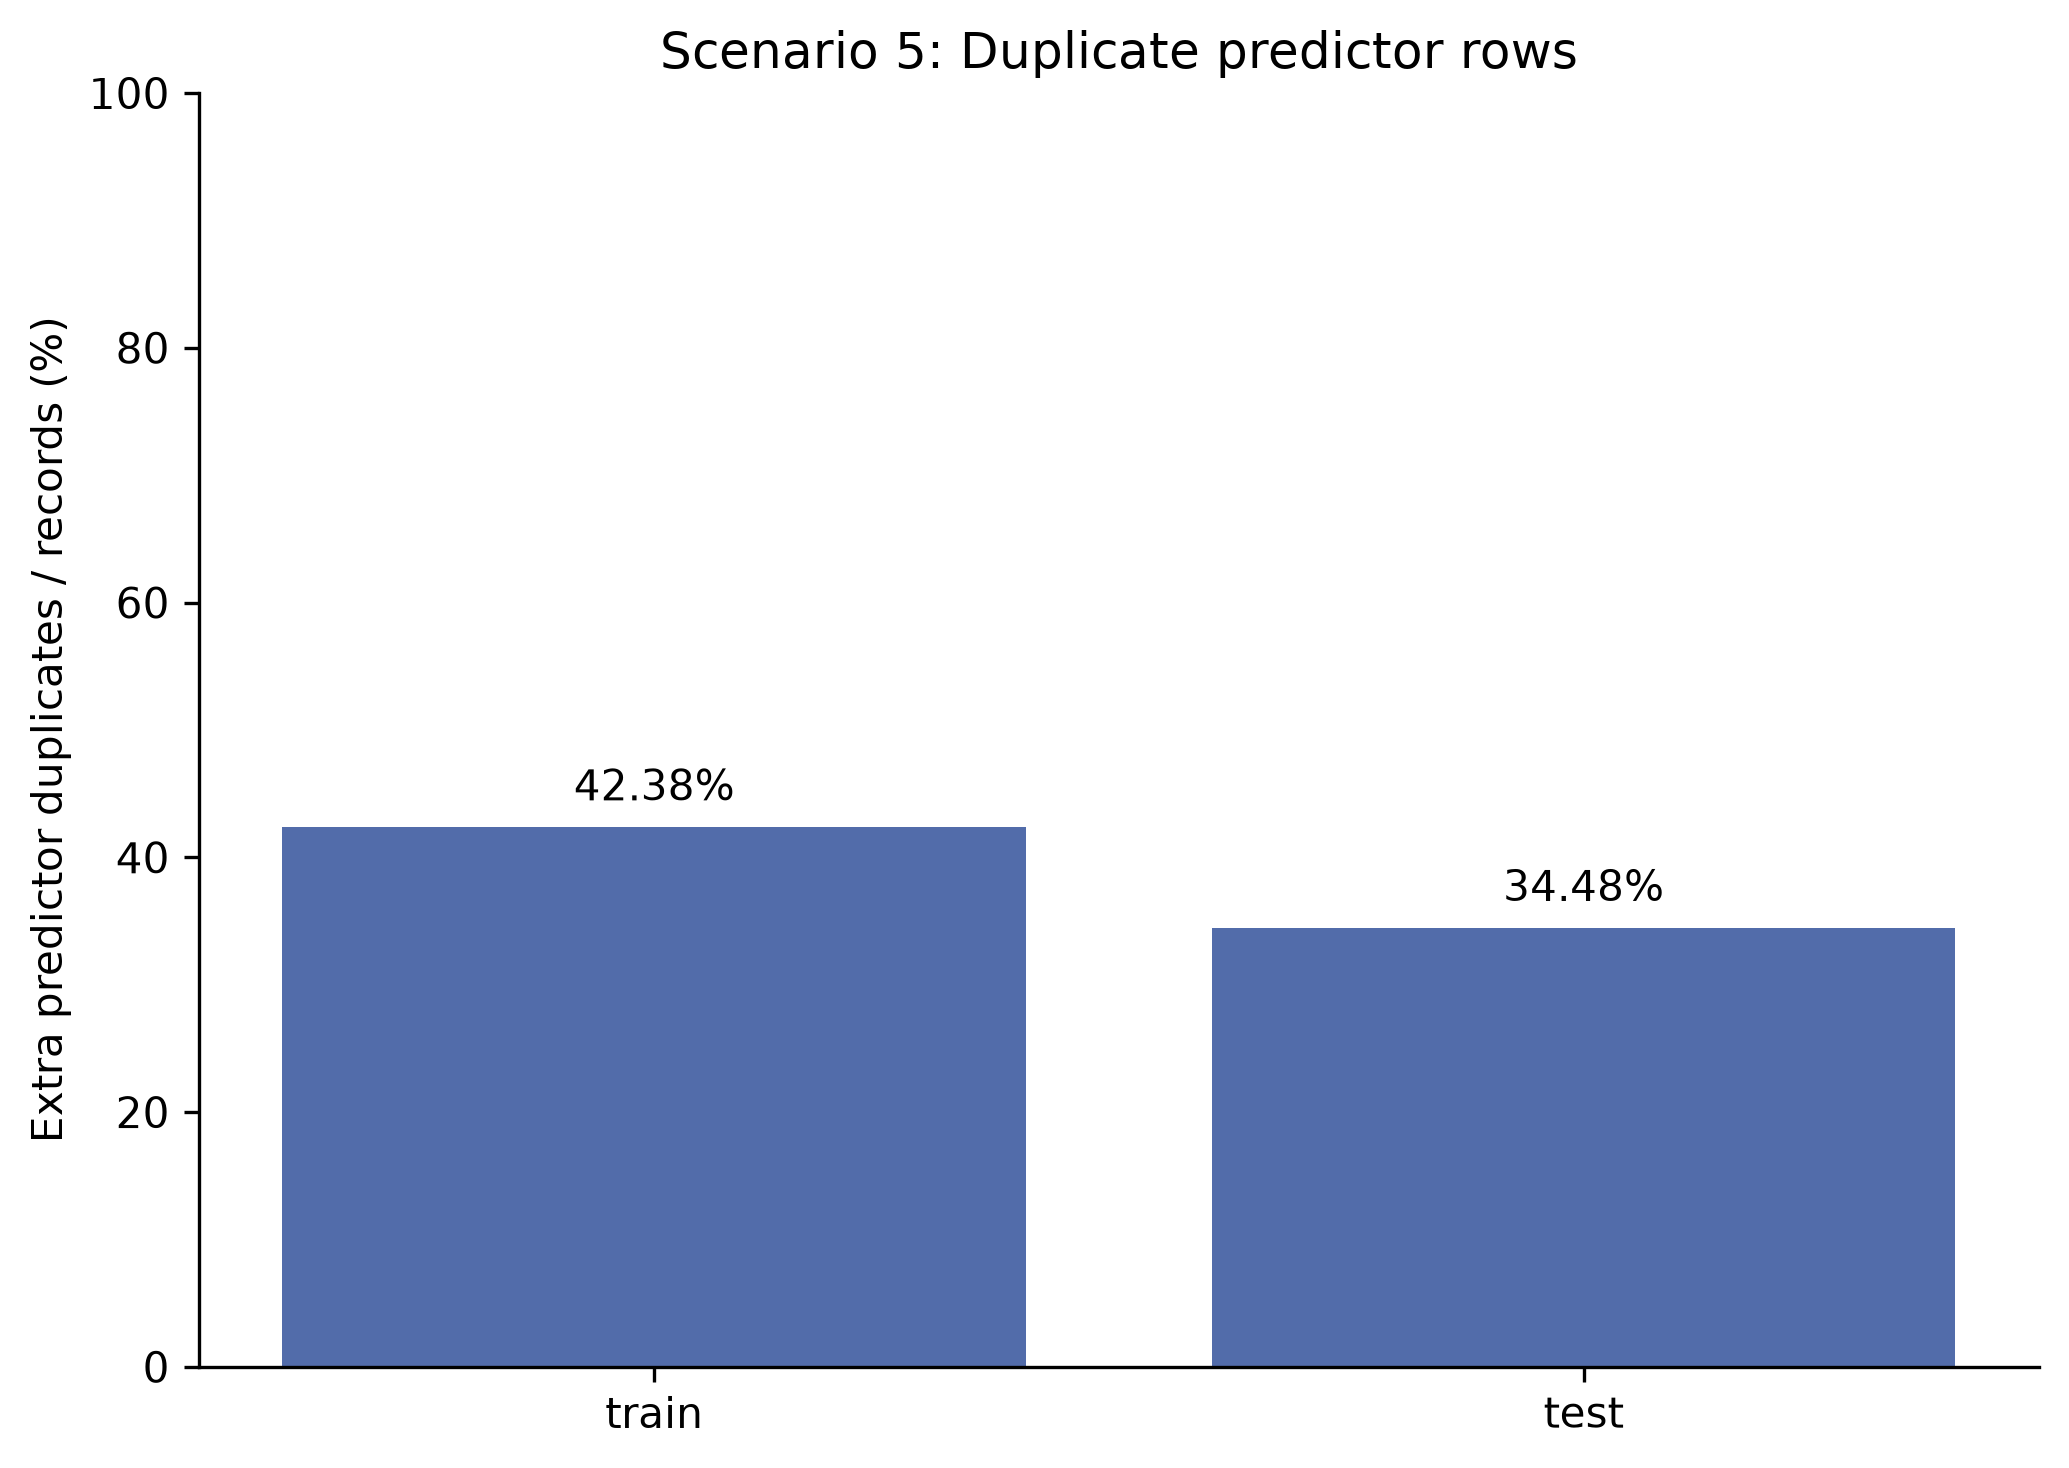 Scenario 5: Duplicate predictor rows
Extra predictor duplicates / records (%)
100
80
60
40
20
0
42.38%
34.48%
train
test